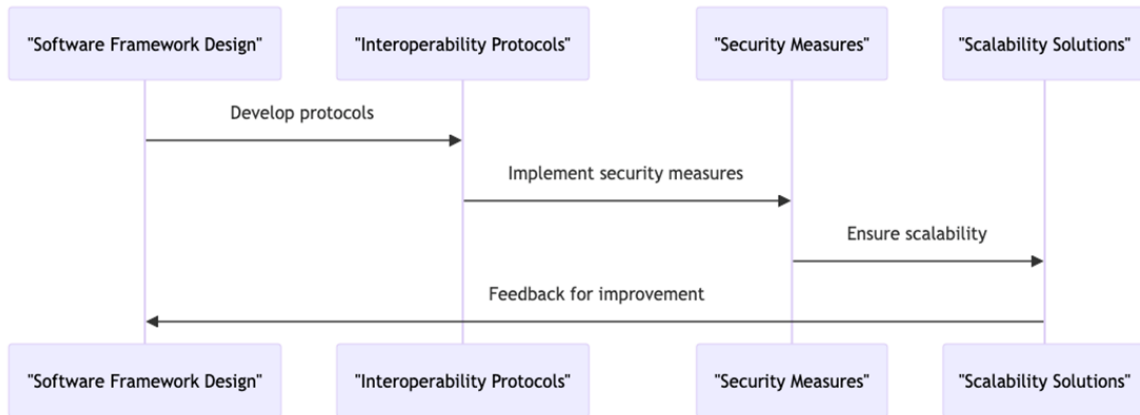 "Software Framework Design"
"Interoperability Protocols"
"Security Measures"
"Scalability Solutions"
Develop protocols
Implement security measures
Ensure scalability
Feedback for improvement
"Software Framework Design"
"Interoperability Protocols"
"Security Measures"
"Scalability Solutions"